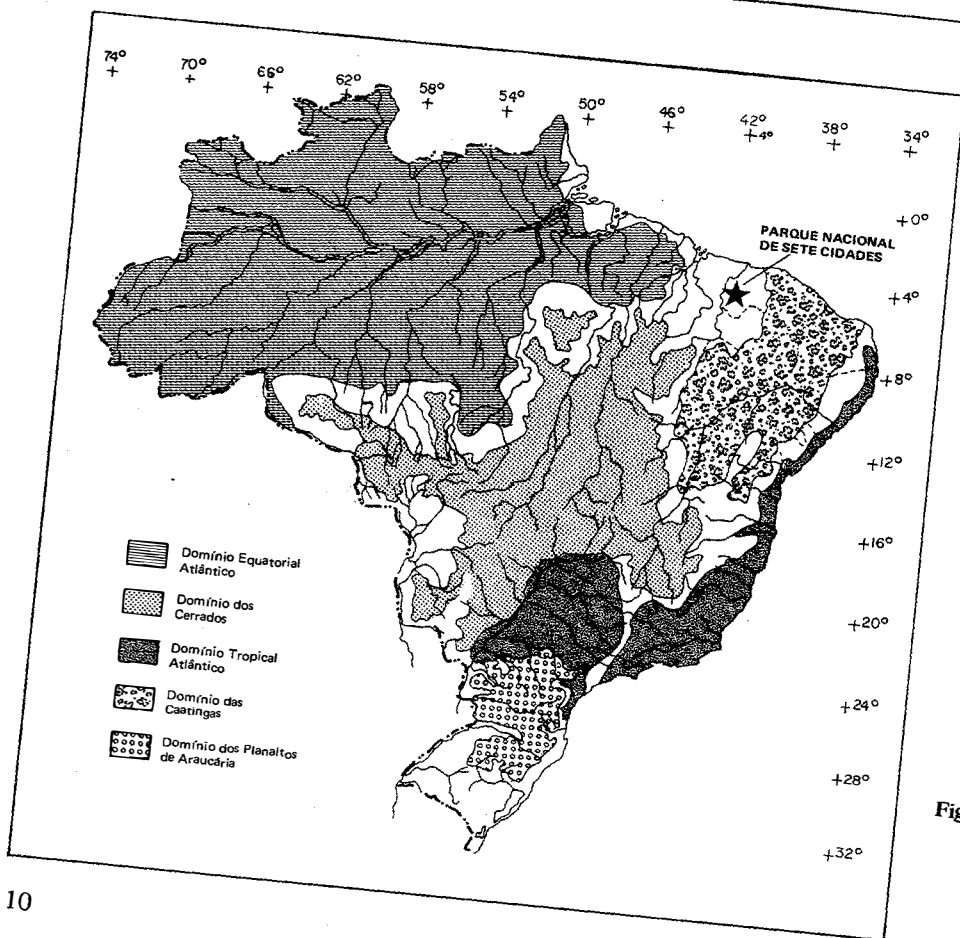 74°
70°
66°
62°
58°
54°
50°
46°
42°
4°
38°
34°
0°
PARQUE NACIONAL
DE SETE CIDADES
4°
8°
12°
16°
20°
24°
28°
32°
Domínio Equatorial
Atlântico
Domínio dos
Cerrados
Domínio Tropical
Atlântico
Domínio das
Caatingas
Domínio dos Planaltos
de Araucária
Fig
10